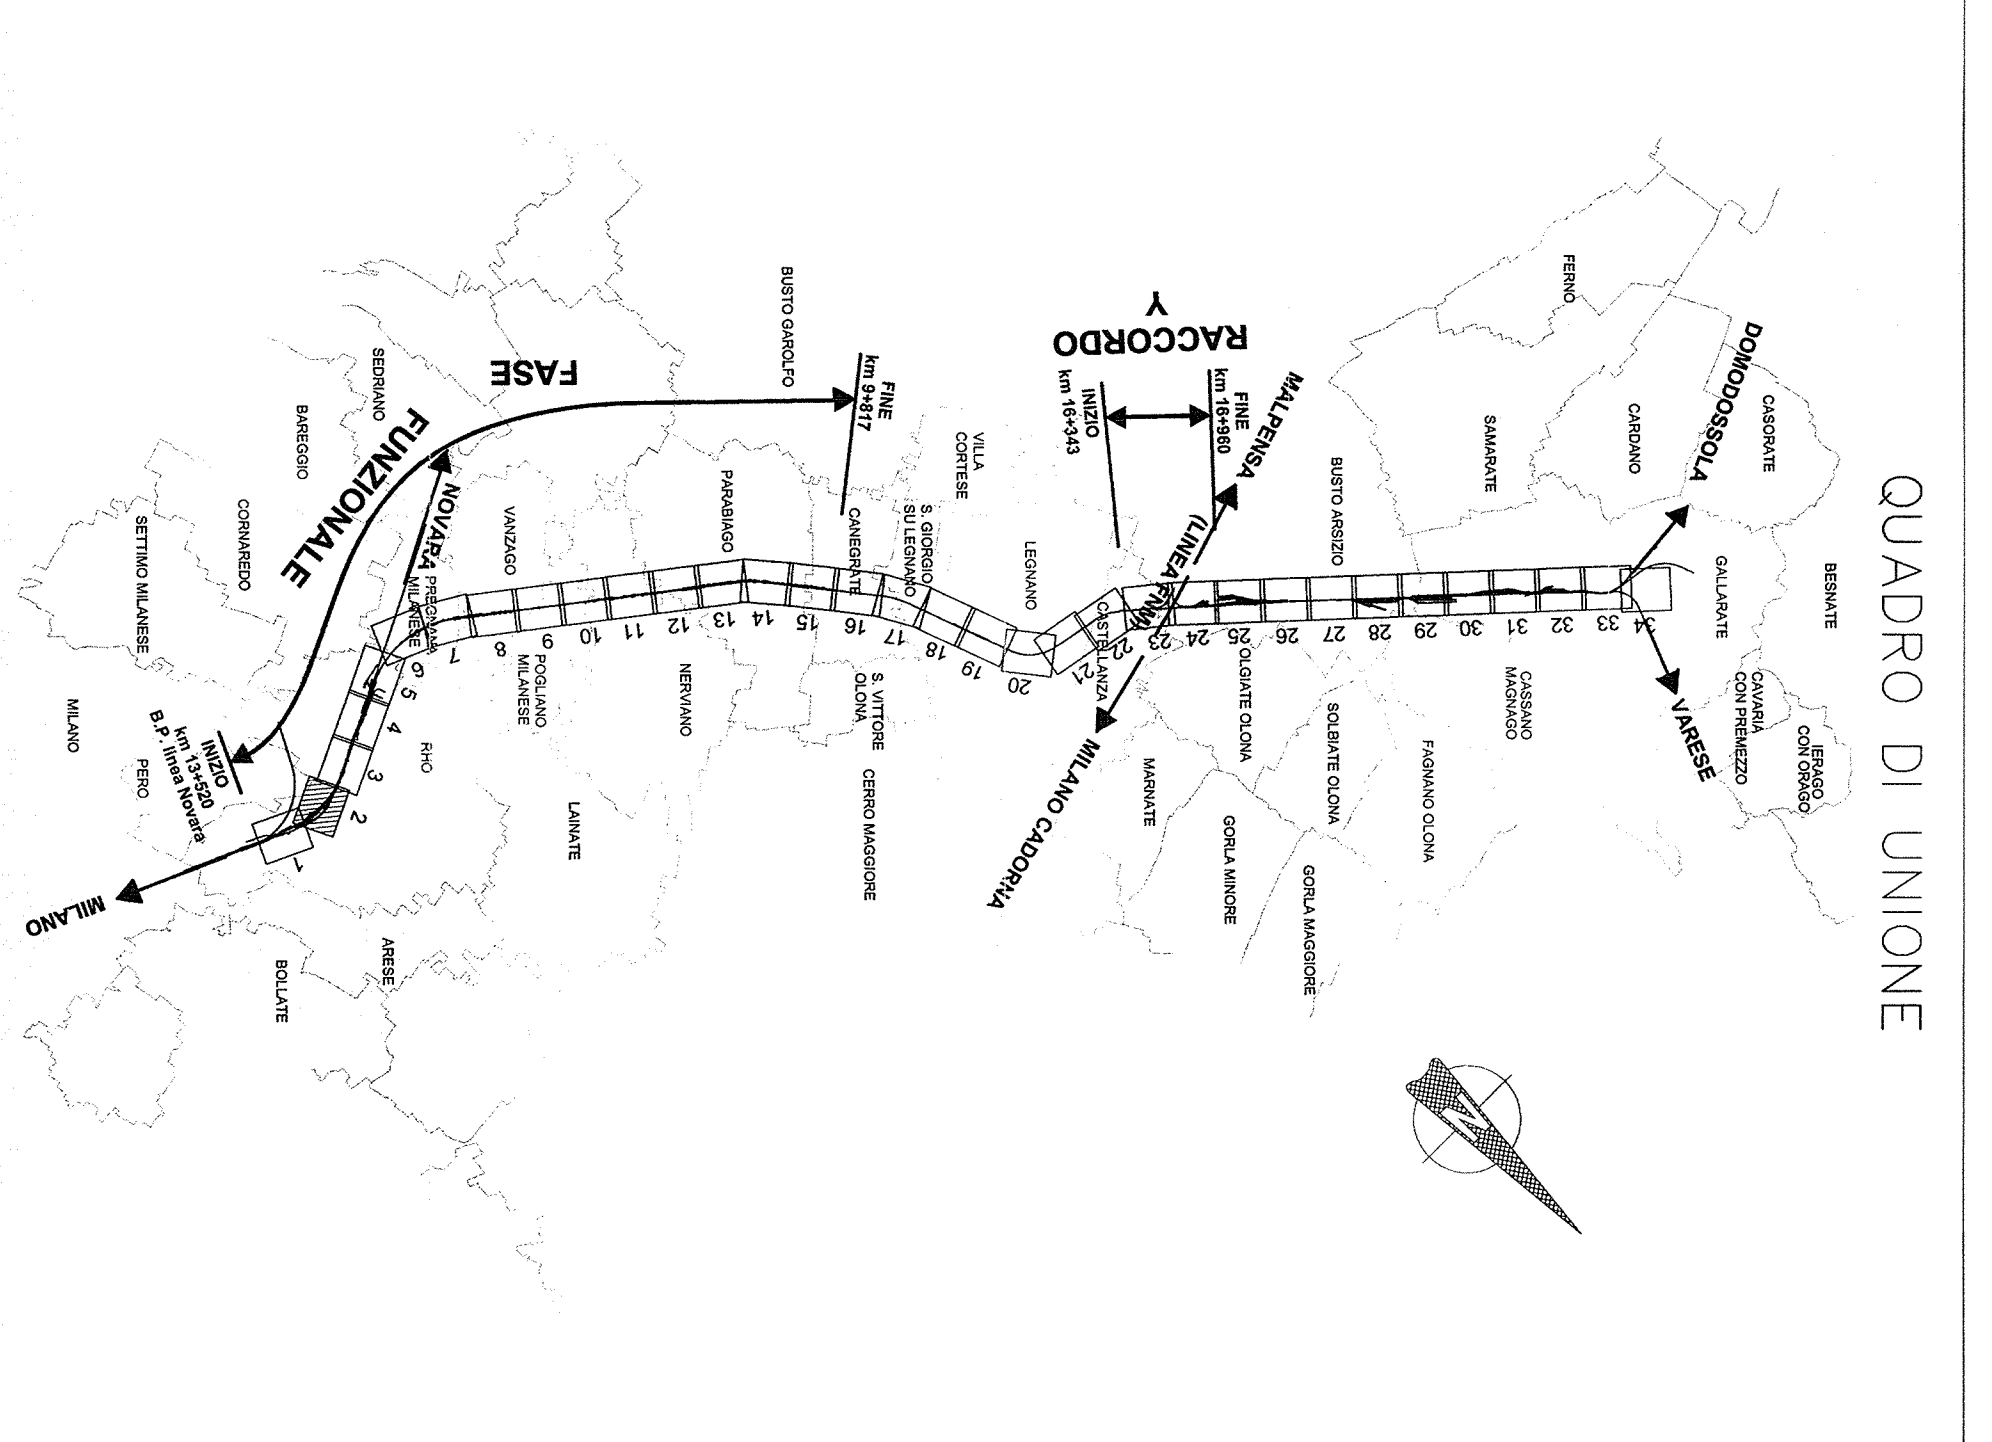 QUADRO DI UNIONE
BESNATE
IERAGO
CON ORAGO
CAVARIA
CON PREMEZZO
GALLARATE
CASORATE
DOMODOSSOLA
VARESE
CARDANO
FERNO
SAMARATE
CASSANO
MAGNAGO
FAGNANO OLONA
BUSTO ARSIZIO
SOLBIATE OLONA
GORLA MAGGIORE
OLGIATE OLONA
GORLA MINORE
MARNATE
MALPENSA
(LINEA FNM)
MILANO CADORNA
RACCORDO
Y
FINE
km 16+960
INIZIO
km 16+343
CASTELLANZA
LEGNANO
VILLA
CORTESE
S. GIORGIO
SU LEGNANO
FINE
km 9+817
CANEGRATE
S. VITTORE
OLONA
CERRO MAGGIORE
BUSTO GAROLFO
PARABIAGO
NERVIANO
FASE
FUNZIONALE
LAINATE
VANZAGO
POGLIANO
MILANESE
NOVARA
PREGNANA
MILANESE
RHO
SEDRIANO
BAREGGIO
CORNAREDO
SETTIMO MILANESE
ARESE
BOLLATE
INIZIO
km 13+520
B.P. linea Novara
PERO
MILANO
MILANO
1
2
3
4
5
6
7
8
9
10
11
12
13
14
15
16
17
18
19
20
21
22
23
24
25
26
27
28
29
30
31
32
33
34
N